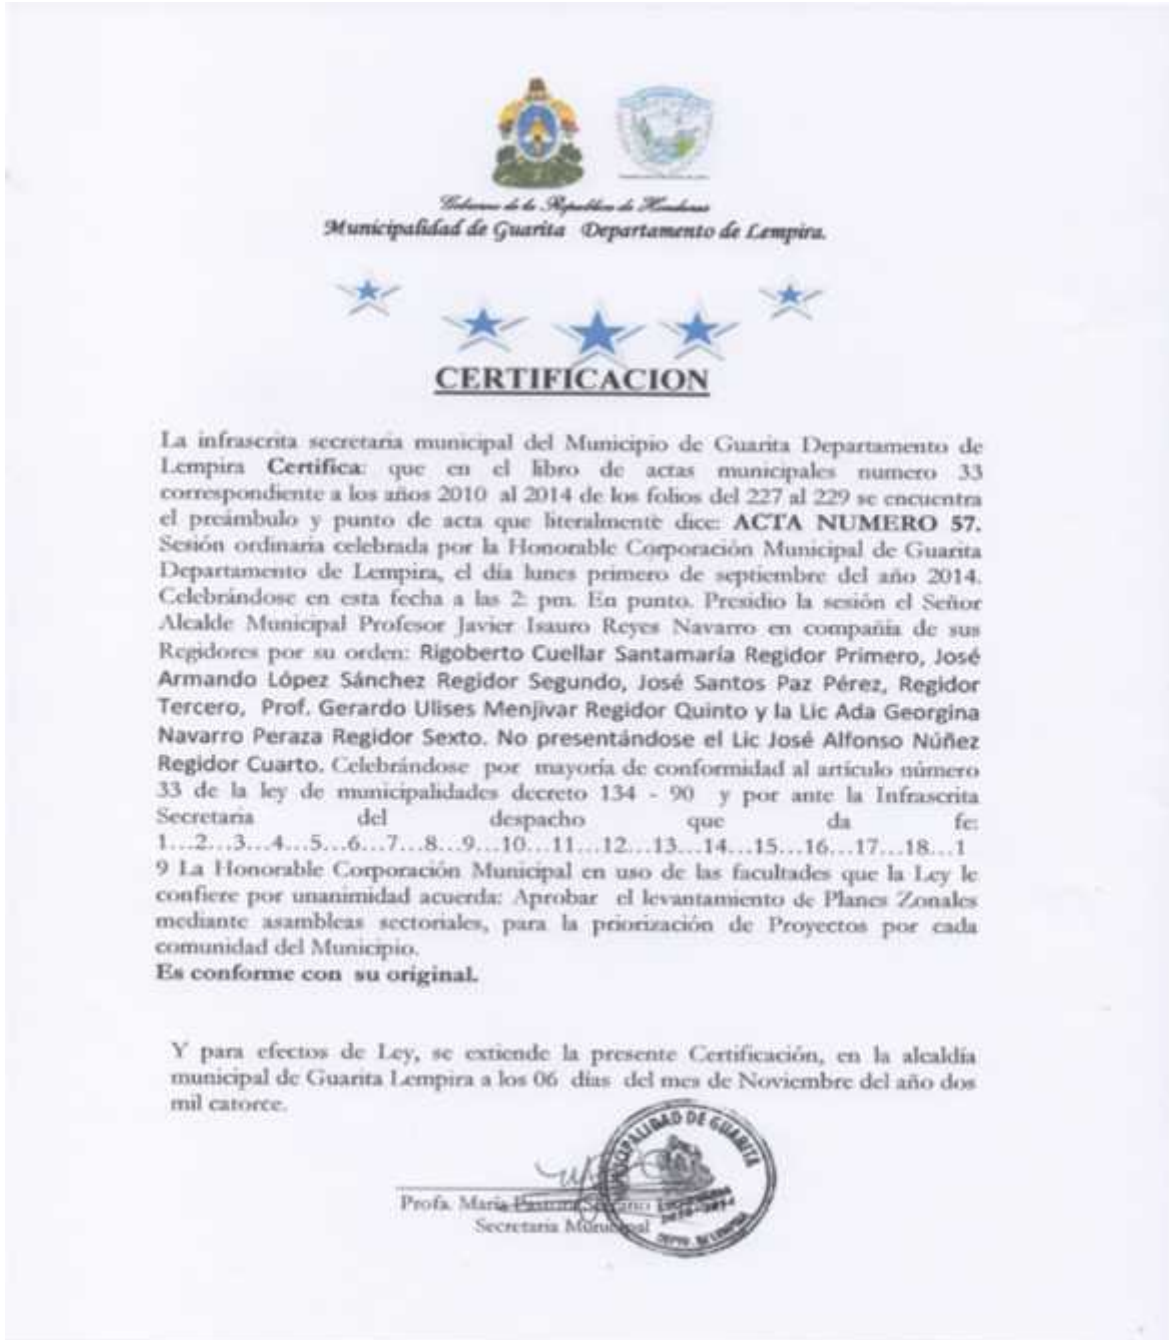 Gobierno de la Republica de Honduras
Municipalidad de Guarita Departamento de Lempira.
CERTIFICACION
La infrascrita secretaria municipal del Municipio de Guarita Departamento de
Lempira Certifica: que en el libro de actas municipales numero 33
correspondiente a los años 2010 al 2014 de los folios del 227 al 229 se encuentra
el preámbulo y punto de acta que literalmente dice: ACTA NUMERO 57.
Sesión ordinaria celebrada por la Honorable Corporación Municipal de Guarita
Departamento de Lempira, el día lunes primero de septiembre del año 2014.
Celebrándose en esta fecha a las 2: pm. En punto. Presidio la sesión el Señor
Alcalde Municipal Profesor Javier Isauro Reyes Navarro en compañía de sus
Regidores por su orden: Rigoberto Cuellar Santamaría Regidor Primero, José
Armando López Sánchez Regidor Segundo, José Santos Paz Pérez, Regidor
Tercero, Prof. Gerardo Ulises Menjivar Regidor Quinto y la Lic Ada Georgina
Navarro Peraza Regidor Sexto. No presentándose el Lic José Alfonso Núñez
Regidor Cuarto. Celebrándose por mayoría de conformidad al artículo número
33 de la ley de municipalidades decreto 134 - 90 y por ante la Infrascrita
Secretaria del despacho que da fe:
1...2...3...4...5...6...7...8...9...10...11...12...13...14...15...16...17...18...1
9 La Honorable Corporación Municipal en uso de las facultades que la Ley le
confiere por unanimidad acuerda: Aprobar el levantamiento de Planes Zonales
mediante asambleas sectoriales, para la priorización de Proyectos por cada
comunidad del Municipio.
Es conforme con su original.
Y para efectos de Ley, se extiende la presente Certificación, en la alcaldía
municipal de Guarita Lempira a los 06 días del mes de Noviembre del año dos
mil catorce.
MUNICIPALIDAD DE GUARITA
2010-2014
DEPTO. DE LEMPIRA
Profa. María
Secretaria Municipal